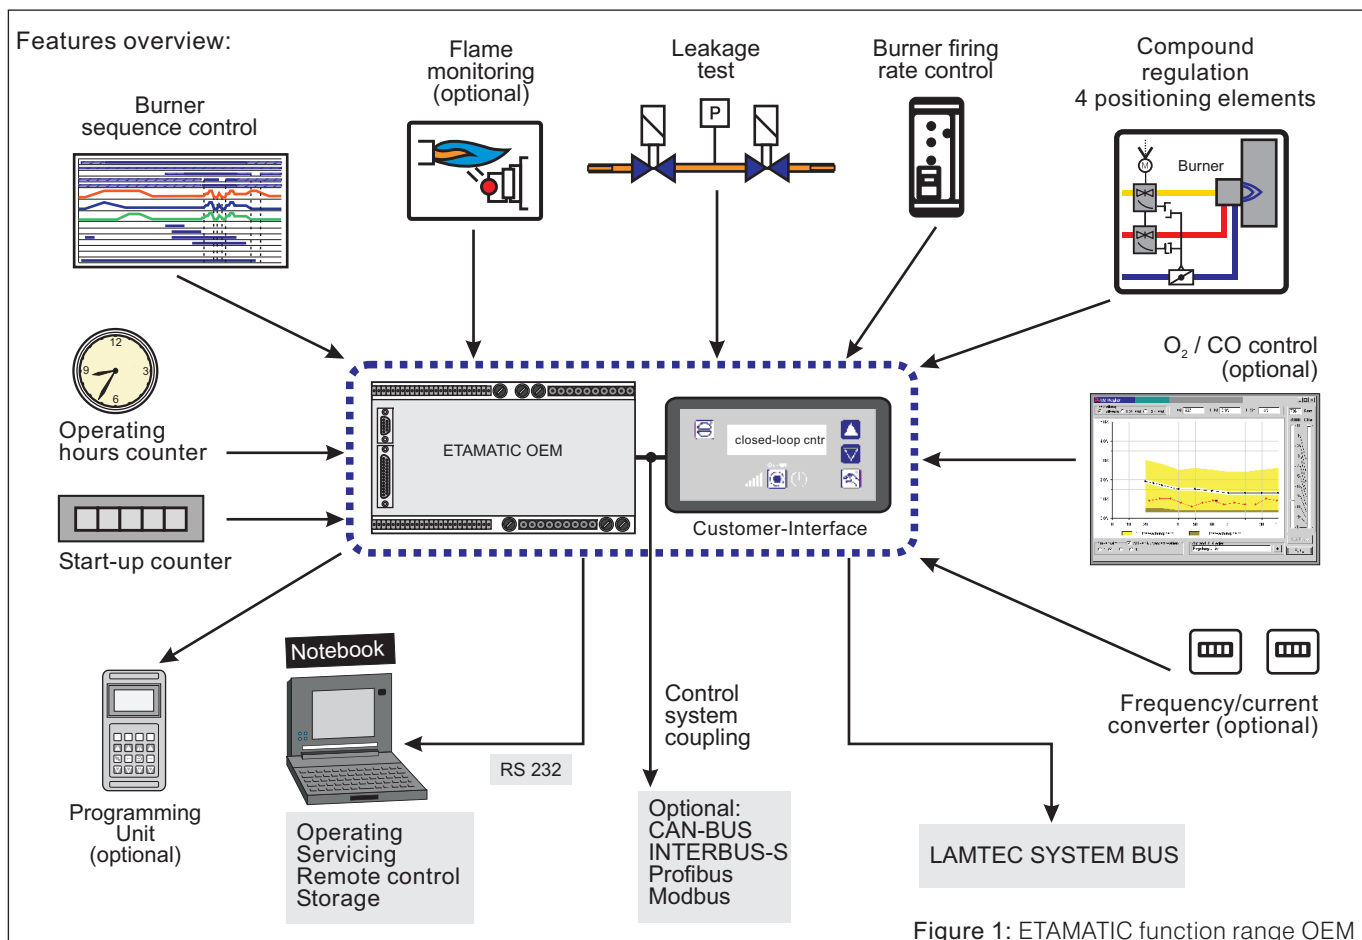 Features overview:
Burner
sequence control
Flame
monitoring
(optional)
Leakage
test
P
Burner firing
rate control
Compound
regulation
4 positioning elements
M
Burner
12
9
3
6
Operating
hours counter
Start-up counter
ETAMATIC OEM
closed-loop cntr
Customer-Interface
O2 / CO control
(optional)
Frequency/current
converter (optional)
Programming
Unit
(optional)
Notebook
RS 232
Operating
Servicing
Remote control
Storage
Control
system
coupling
Optional:
CAN-BUS
INTERBUS-S
Profibus
Modbus
LAMTEC SYSTEM BUS
Figure 1: ETAMATIC function range OEM